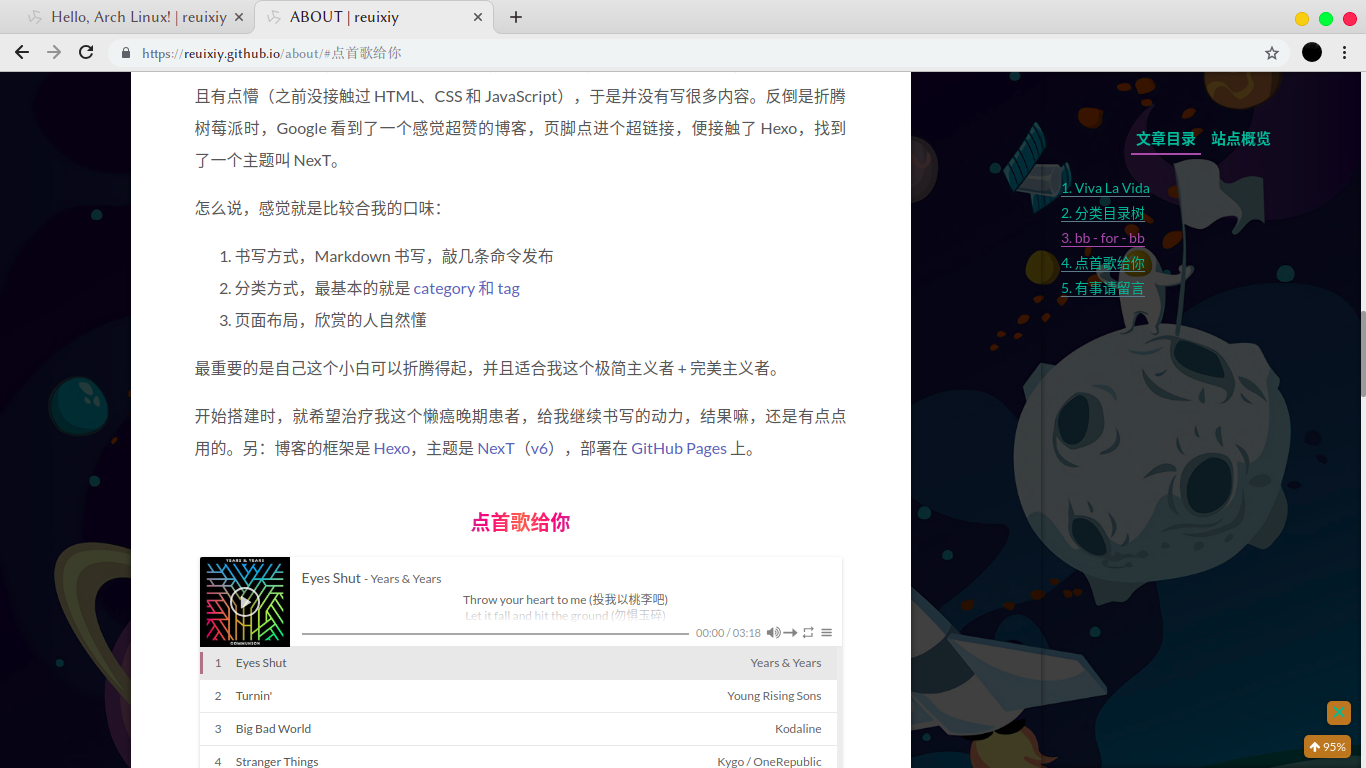 Hello, Arch Linux! | reuixiy
ABOUT | reuixiy
https://reuixiy.github.io/about/#点首歌给你
且有点懵（之前没接触过 HTML、CSS 和 JavaScript），于是并没有写很多内容。反倒是折腾
树莓派时，Google 看到了一个感觉超赞的博客，页脚点进个超链接，便接触了 Hexo，找到
了一个主题叫 NexT。
怎么说，感觉就是比较合我的口味：
1. 书写方式，Markdown 书写，敲几条命令发布
2. 分类方式，最基本的就是 category 和 tag
3. 页面布局，欣赏的人自然懂
最重要的是自己这个小白可以折腾得起，并且适合我这个极简主义者 + 完美主义者。
开始搭建时，就希望治疗我这个懒癌晚期患者，给我继续书写的动力，结果嘛，还是有点点
用的。另：博客的框架是 Hexo，主题是 NexT（v6），部署在 GitHub Pages 上。
点首歌给你
YEARS & YEARS
COMMUNION
Eyes Shut - Years & Years
Throw your heart to me (投我以桃李吧)
Let it fall and hit the ground (勿惧玉碎)
00:00 / 03:18
1 Eyes Shut Years & Years
2 Turnin' Young Rising Sons
3 Big Bad World Kodaline
4 Stranger Things Kygo / OneRepublic
文章目录 站点概览
1. Viva La Vida
2. 分类目录树
3. bb - for - bb
4. 点首歌给你
5. 有事请留言
95%